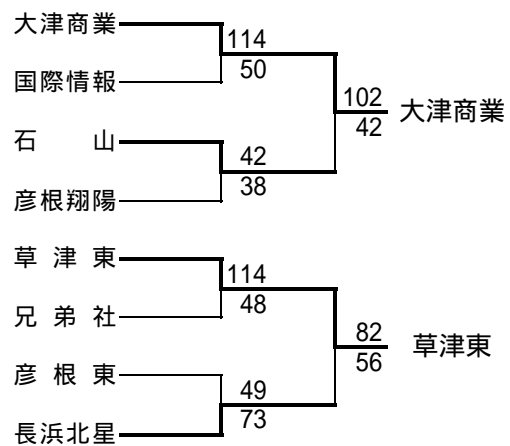 大津商業
114
50
国際情報
102
42
大津商業
石山
42
38
彦根翔陽
草津東
114
48
兄弟社
82
56
草津東
彦根東
49
73
長浜北星